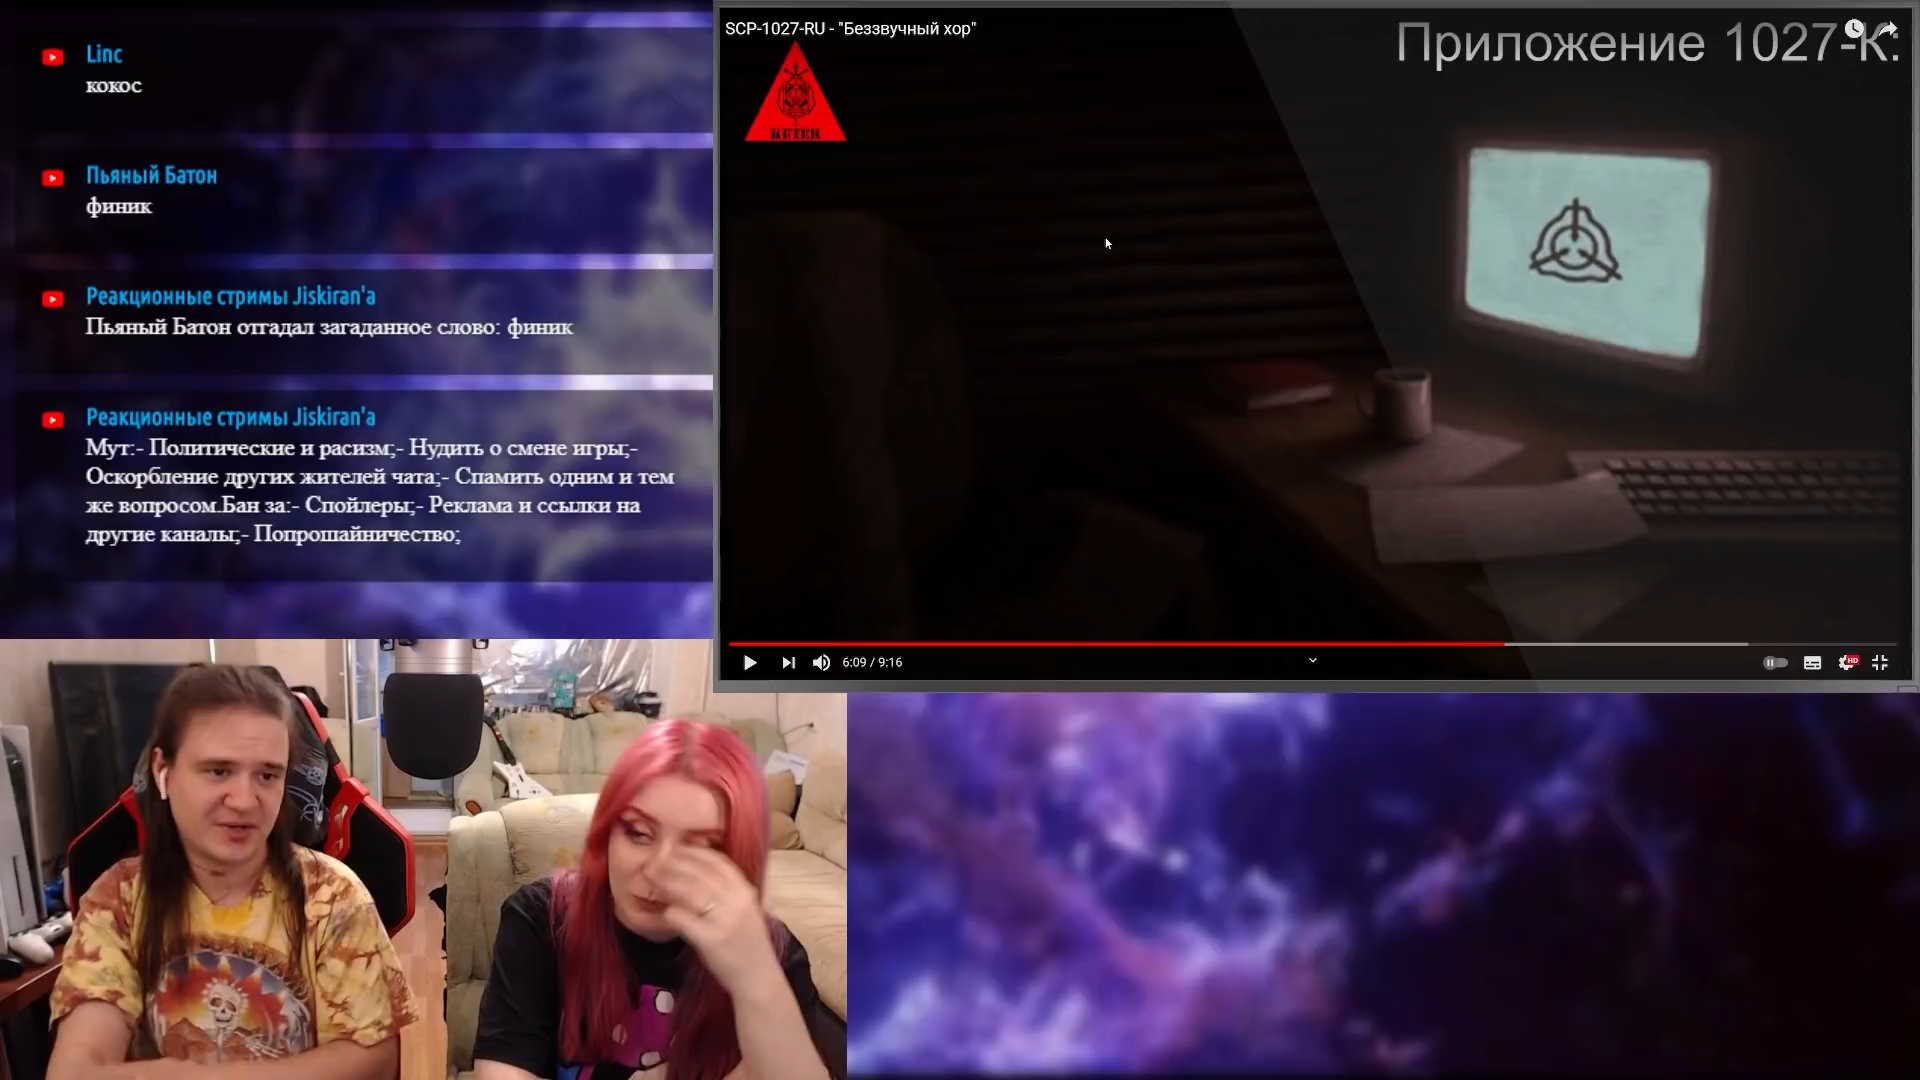 Linc
кокос
Пьяный Батон
финик
Реакционные стримы Jiskiran'a
Пьяный Батон отгадал загаданное слово: финик
Реакционные стримы Jiskiran'a
Мут:- Политические и расизм;- Нудить о смене игры;-
Оскорбление других жителей чата;- Спамить одним и тем
же вопросом.Бан за:- Спойлеры;- Реклама и ссылки на
другие каналы;- Попрошайничество;
SCP-1027-RU - "Беззвучный хор"
Приложение 1027-К:
KETER
6:09 / 9:16
HD